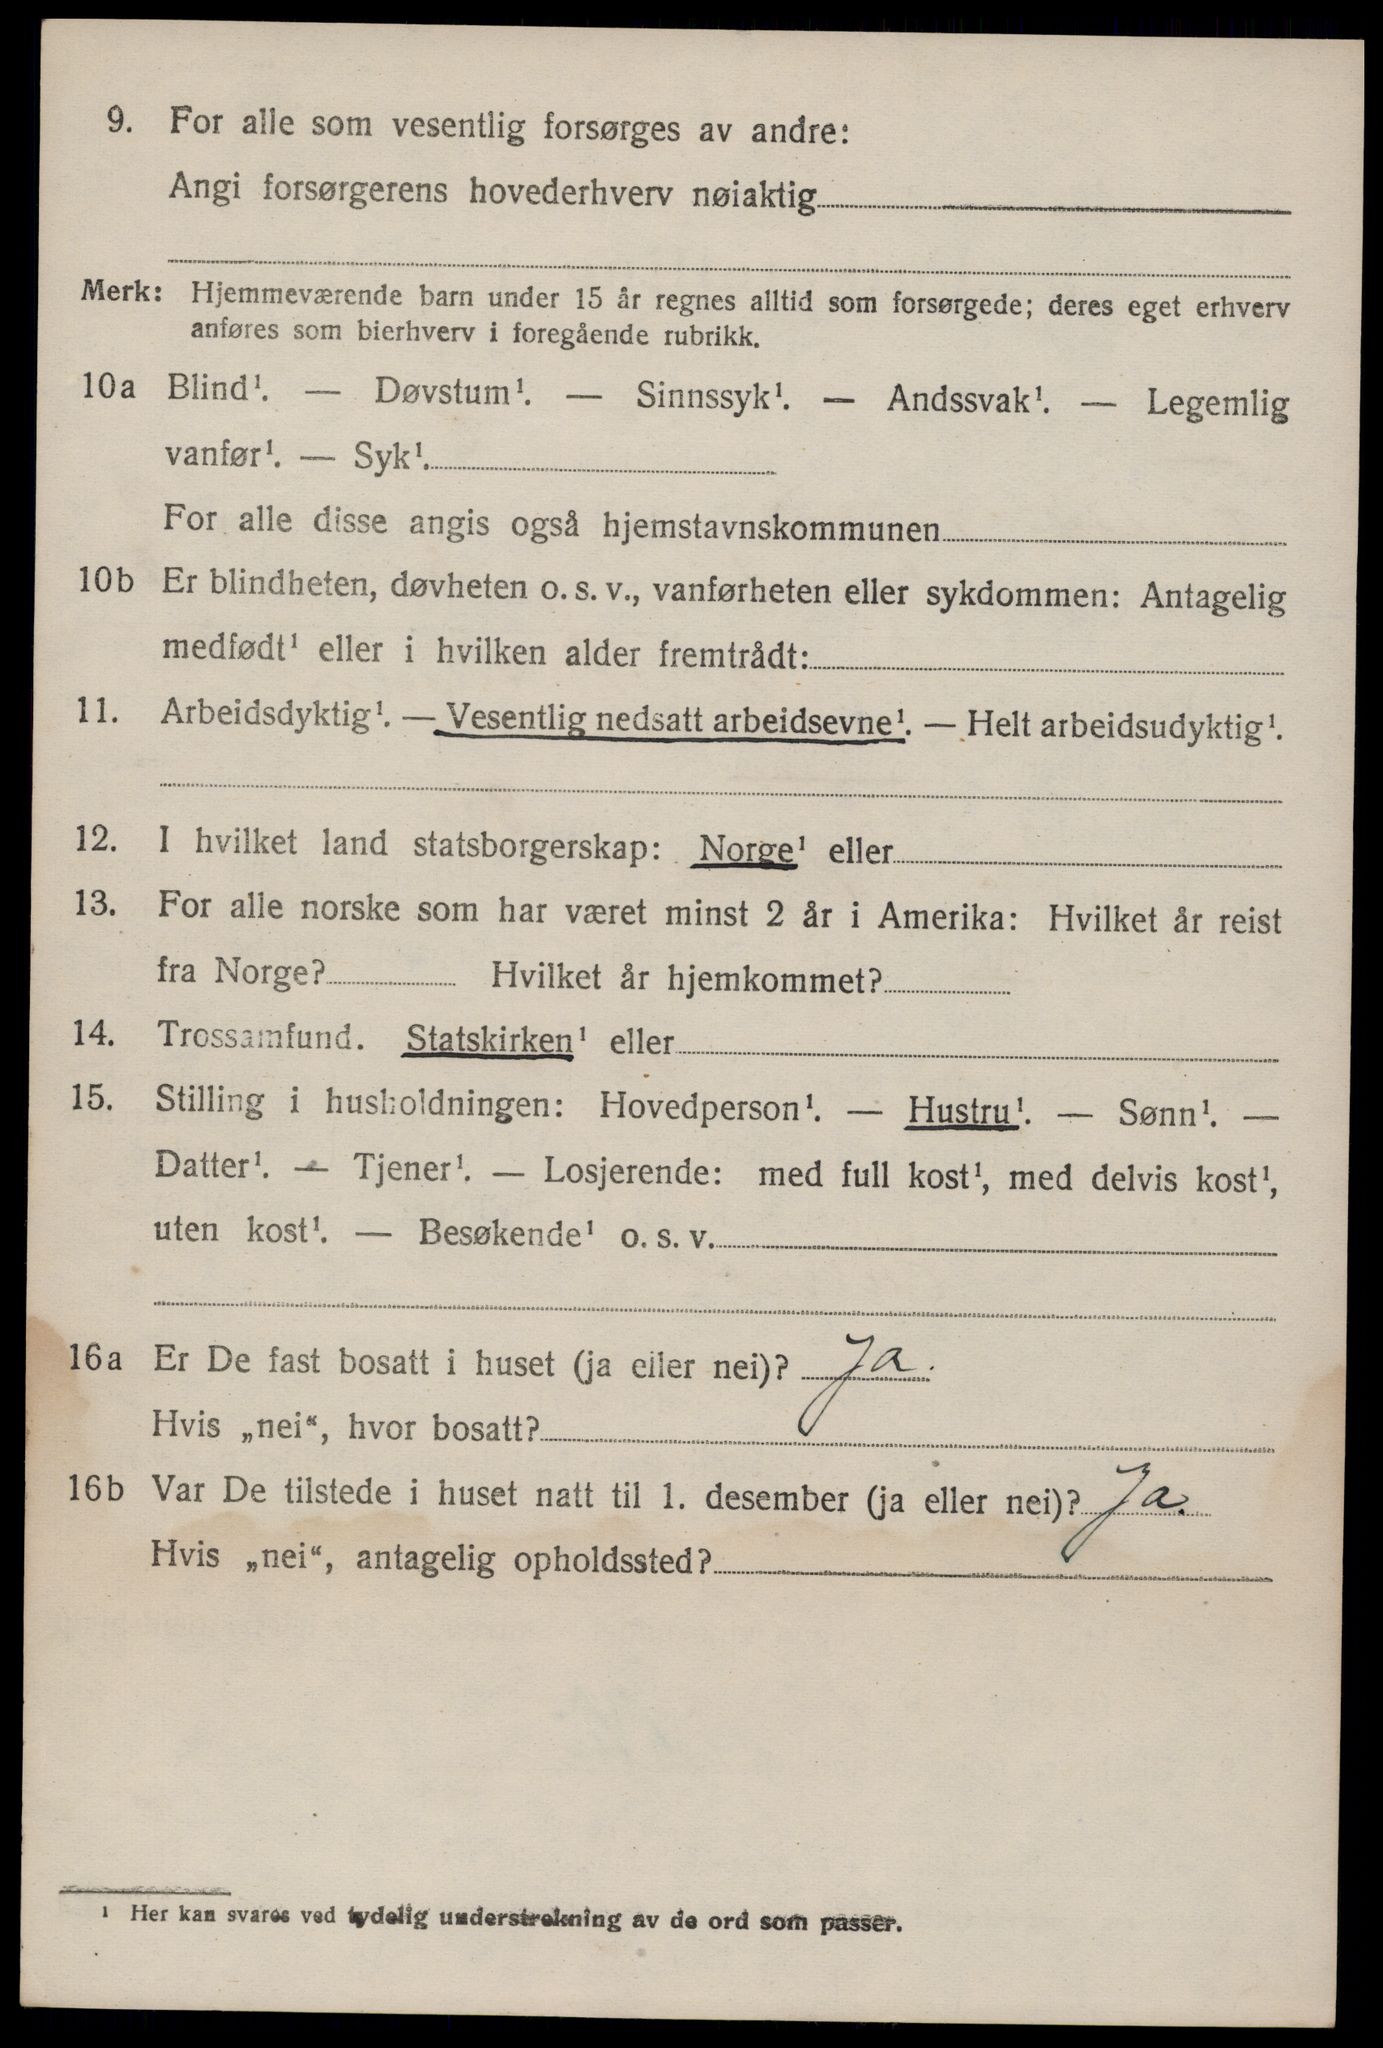 9. For alle som vesentlig forsørges av andre:
Angi forsørgerens hovederhverv nøiaktig
Merk: Hjemmeværende barn under 15 år regnes alltid som forsørgede; deres eget erhverv
anføres som bierhverv i foregående rubrikk.
10a Blind¹. — Døvstum¹. — Sinnssyk¹. — Andssvak¹. — Legemlig
vanfør¹. — Syk¹.
For alle disse angis også hjemstavnskommunen
10b Er blindheten, døvheten o. s. v., vanførheten eller sykdommen: Antagelig
medfødt¹ eller i hvilken alder fremtrådt:
11. Arbeidsdyktig¹. — Vesentlig nedsatt arbeidsevne¹. — Helt arbeidsudyktig¹.
12. I hvilket land statsborgerskap: Norge¹ eller
13. For alle norske som har været minst 2 år i Amerika: Hvilket år reist
fra Norge? Hvilket år hjemkommet?
14. Trossamfund. Statskirken¹ eller
15. Stilling i husholdningen: Hovedperson¹. — Hustru¹. — Sønn¹. —
Datter¹. — Tjener¹. — Losjerende: med full kost¹, med delvis kost¹,
uten kost¹. — Besøkende¹ o. s. v.
16a Er De fast bosatt i huset (ja eller nei)? Ja.
Hvis „nei“, hvor bosatt?
16b Var De tilstede i huset natt til 1. desember (ja eller nei)? Ja.
Hvis „nei“, antagelig opholdssted?
¹ Her kan svares ved tydelig understrekning av de ord som passer.